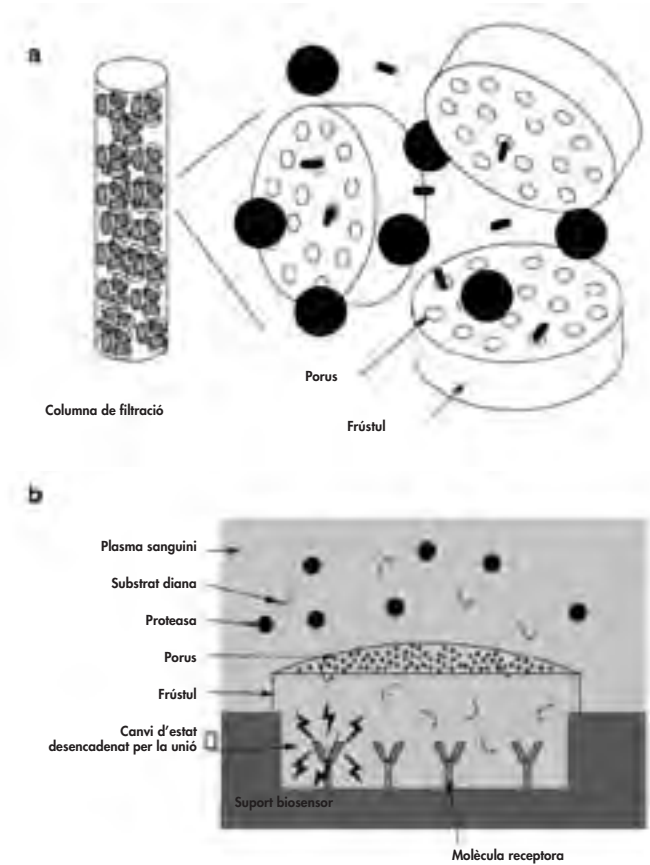 a
Porus
Columna de filtració
Frústul
b
Plasma sanguini
Substrat diana
Proteasa
Porus
Frústul
Canvi d'estat
desencadenat per la unió
Suport biosensor
Molècula receptora